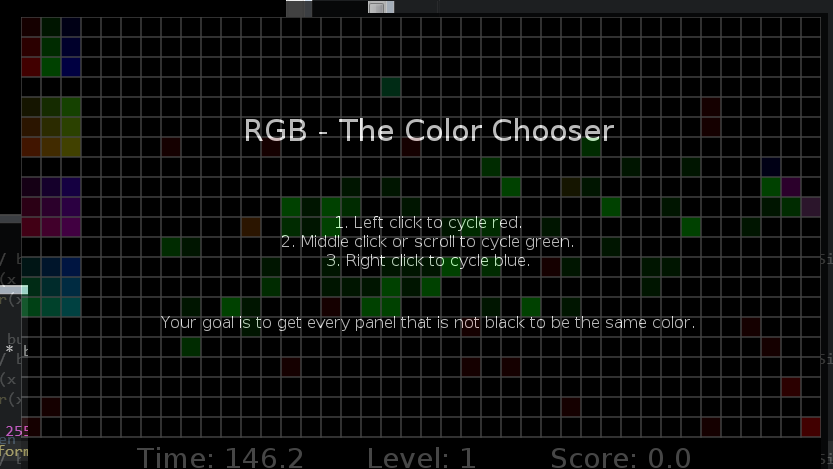 RGB - The Color Chooser
1. Left click to cycle red.
2. Middle click or scroll to cycle green.
3. Right click to cycle blue.
Your goal is to get every panel that is not black to be the same color.
* b
255
form
Time: 146.2 Level: 1 Score: 0.0